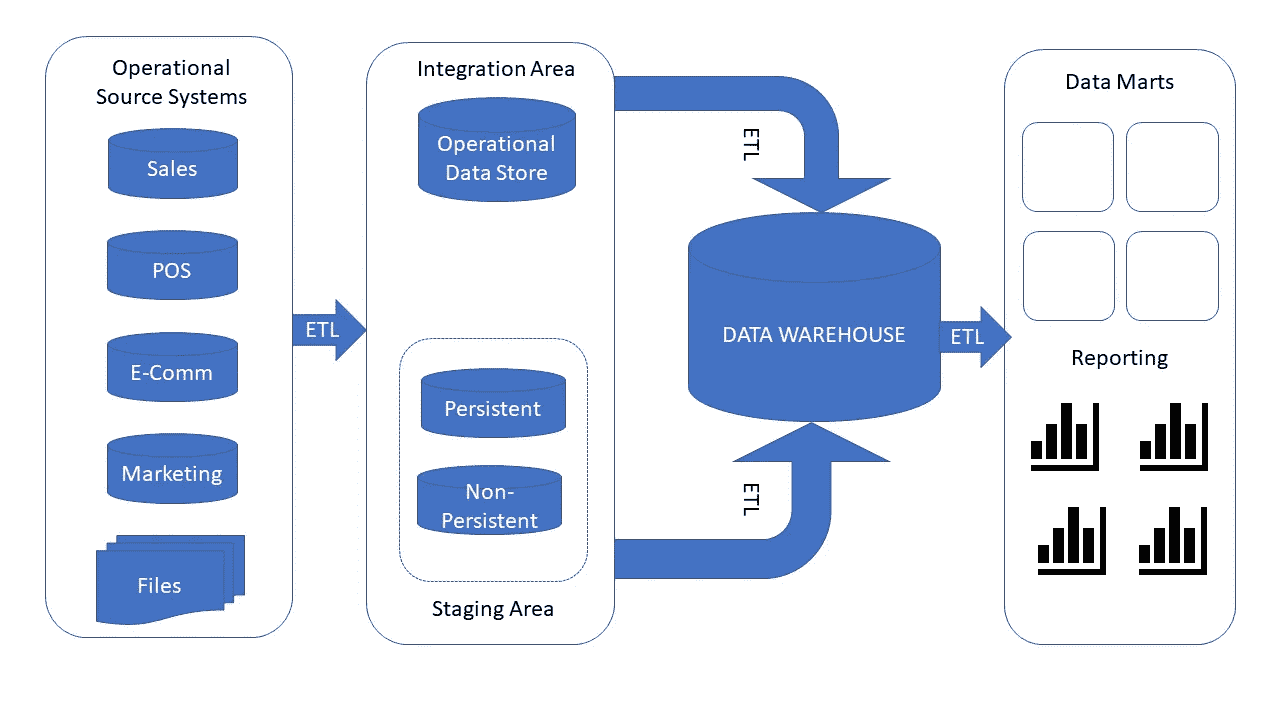 Operational
Source Systems
Sales
POS
E-Comm
Marketing
Files
ETL
Integration Area
Operational
Data Store
Persistent
Non-
Persistent
Staging Area
ETL
ETL
DATA WAREHOUSE
ETL
Data Marts
Reporting